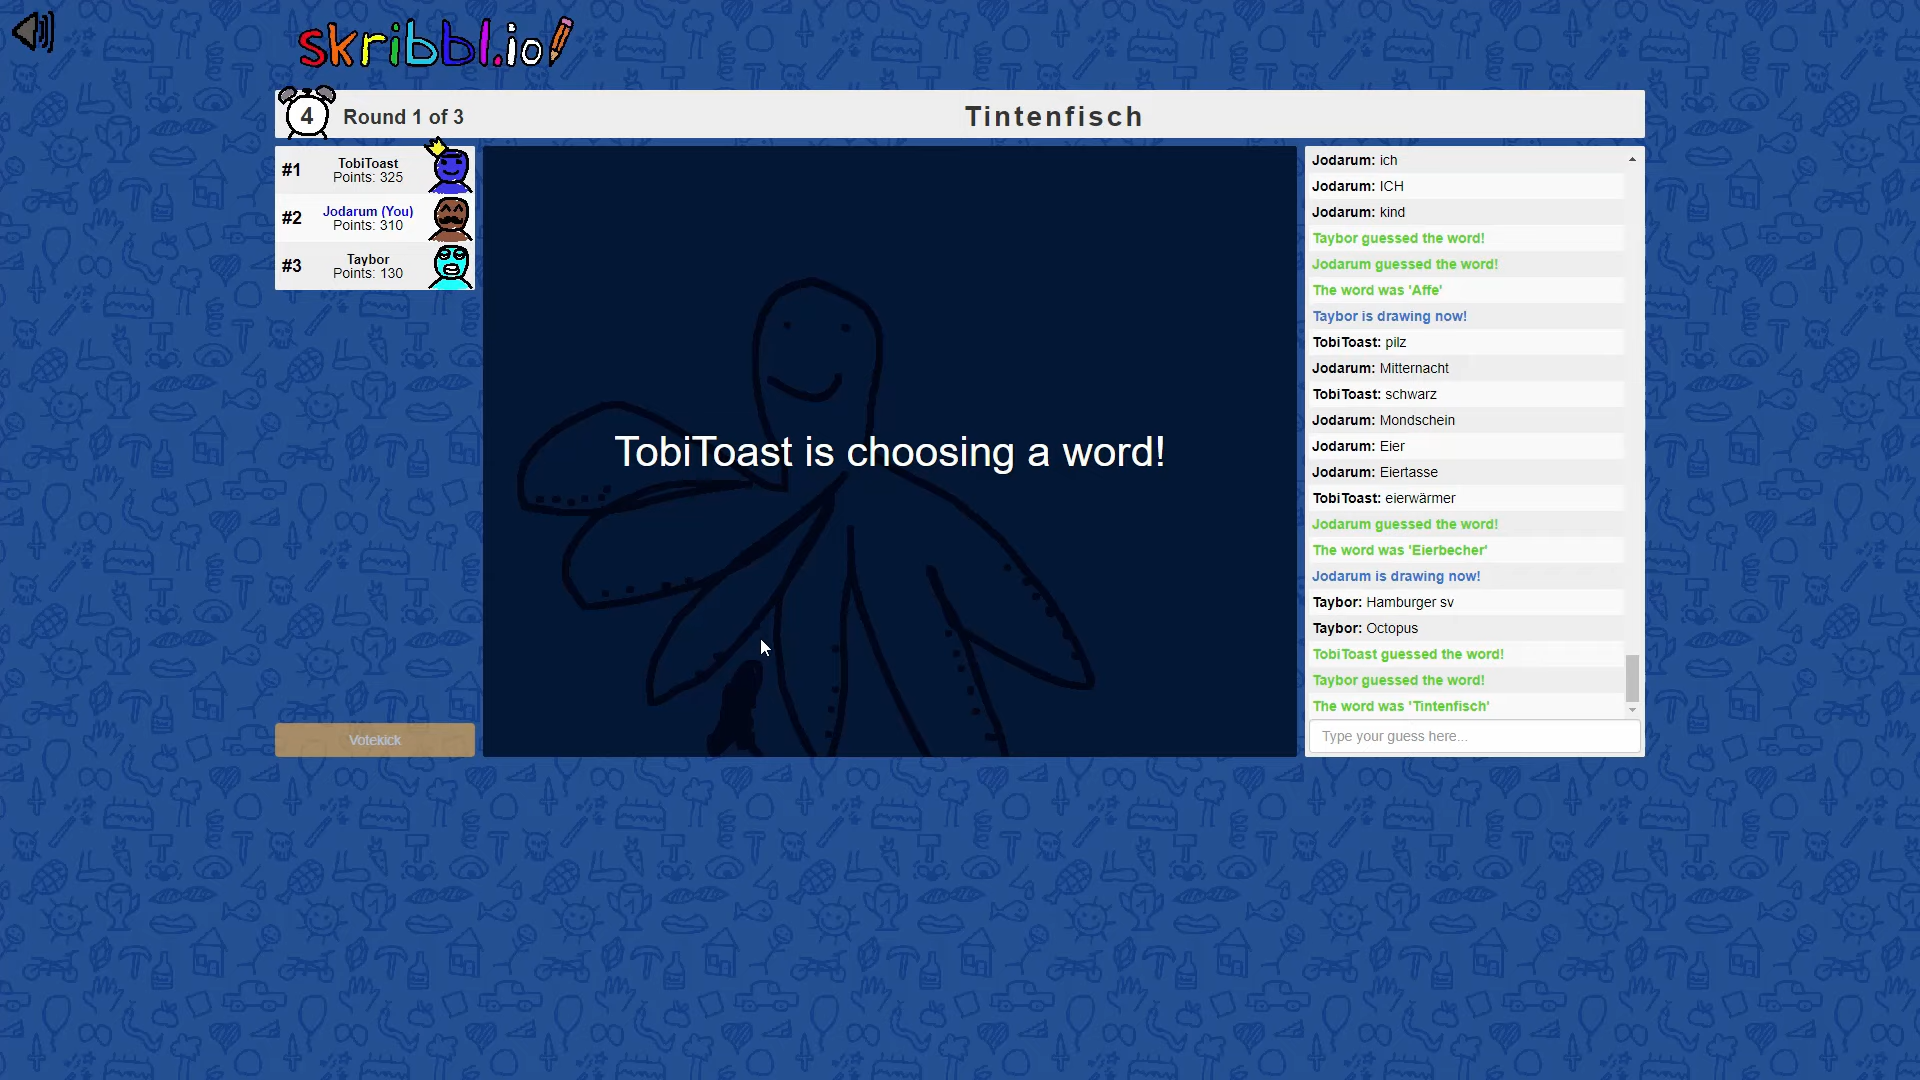 skribbl.io
4
Round 1 of 3
Tintenfisch
#1
TobiToast
Points: 325
#2
Jodarum (You)
Points: 310
#3
Taybor
Points: 130
Votekick
TobiToast is choosing a word!
Jodarum: ich
Jodarum: ICH
Jodarum: kind
Taybor guessed the word!
Jodarum guessed the word!
The word was 'Affe'
Taybor is drawing now!
TobiToast: pilz
Jodarum: Mitternacht
TobiToast: schwarz
Jodarum: Mondschein
Jodarum: Eier
Jodarum: Eiertasse
TobiToast: eierwärmer
Jodarum guessed the word!
The word was 'Eierbecher'
Jodarum is drawing now!
Taybor: Hamburger sv
Taybor: Octopus
TobiToast guessed the word!
Taybor guessed the word!
The word was 'Tintenfisch'
Type your guess here...